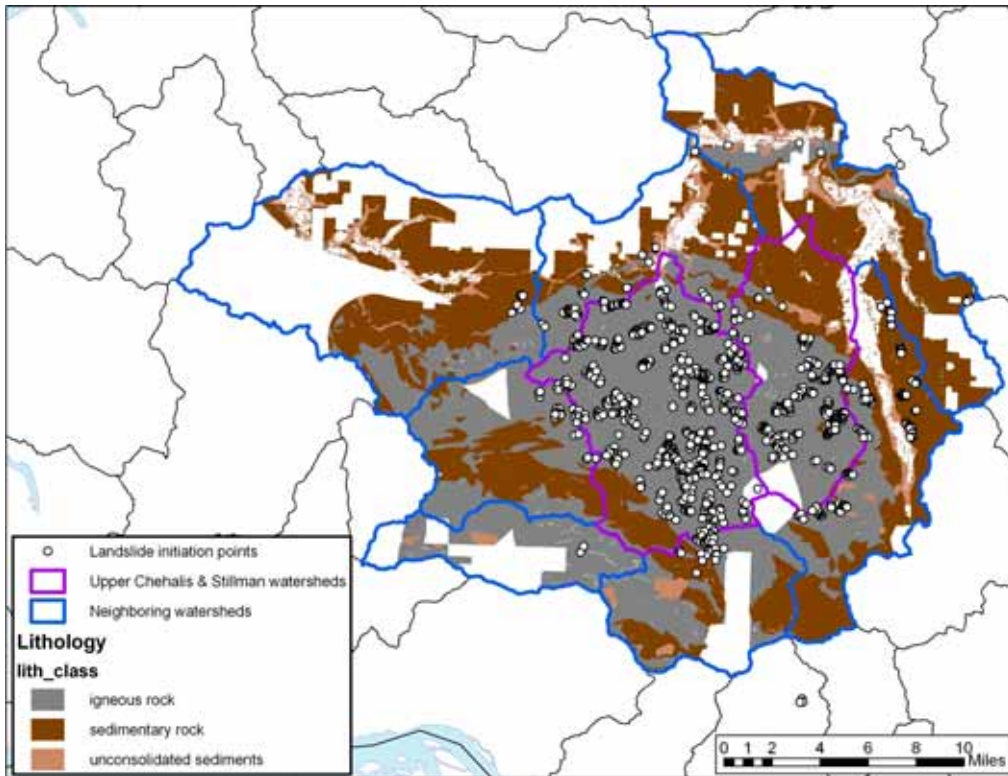 Landslide initiation points
Upper Chehalis & Stillman watersheds
Neighboring watersheds
Lithology
lith_class
igneous rock
sedimentary rock
unconsolidated sediments
0 1 2 4 6 8 10
Miles